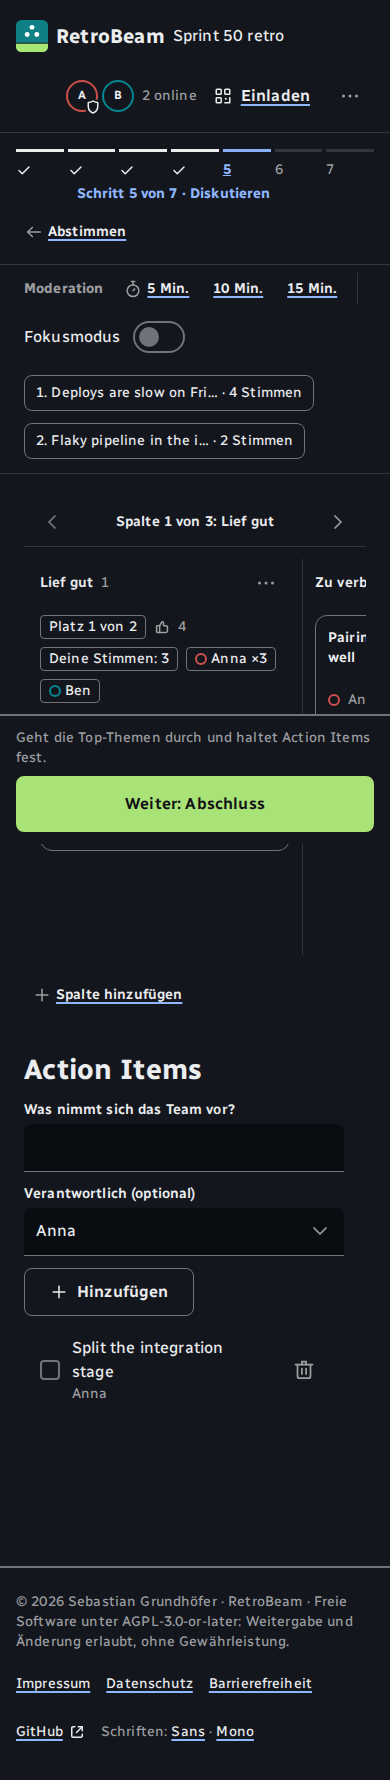 RetroBeam Sprint 50 retro
A B 2 online Einladen
5 6 7
Schritt 5 von 7 · Diskutieren
Abstimmen
Moderation 5 Min. 10 Min. 15 Min.
Fokusmodus
1. Deploys are slow on Fri… · 4 Stimmen
2. Flaky pipeline in the i… · 2 Stimmen
Spalte 1 von 3: Lief gut
Lief gut 1
Zu verb
Platz 1 von 2 4
Deine Stimmen: 3 Anna ×3
Ben
Pairin
well
An
Geht die Top-Themen durch und haltet Action Items
fest.
Weiter: Abschluss
Spalte hinzufügen
Action Items
Was nimmt sich das Team vor?
Verantwortlich (optional)
Anna
Hinzufügen
Split the integration
stage
Anna
© 2026 Sebastian Grundhöfer · RetroBeam · Freie
Software unter AGPL-3.0-or-later: Weitergabe und
Änderung erlaubt, ohne Gewährleistung.
Impressum Datenschutz Barrierefreiheit
GitHub Schriften: Sans · Mono